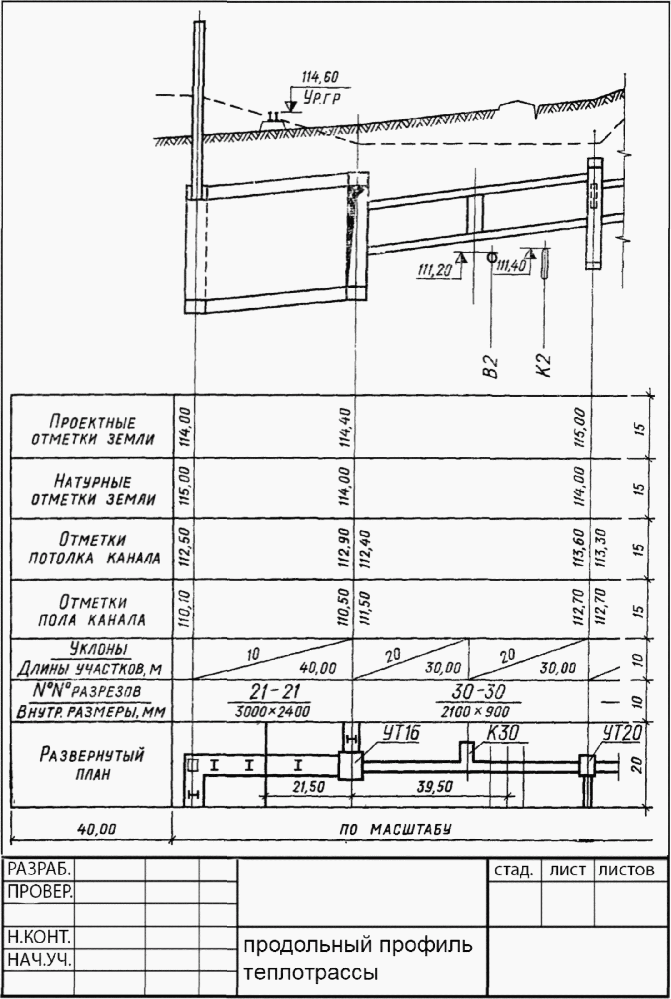 114,60
УР.ГР
111,20
111,40
В2
К2
ПРОЕКТНЫЕ
ОТМЕТКИ ЗЕМЛИ
114,00
114,40
115,00
15
НАТУРНЫЕ
ОТМЕТКИ ЗЕМЛИ
115,00
114,00
114,00
15
ОТМЕТКИ
ПОТОЛКА КАНАЛА
112,50
112,90
112,40
113,60
113,30
15
ОТМЕТКИ
ПОЛА КАНАЛА
110,10
110,50
111,50
112,70
112,70
15
УКЛОНЫ
ДЛИНЫ УЧАСТКОВ, М
10
40,00
20
30,00
20
30,00
10
N°N° РАЗРЕЗОВ
ВНУТР. РАЗМЕРЫ, ММ
21-21
3000×2400
30-30
2100×900
10
РАЗВЕРНУТЫЙ
ПЛАН
УТ16
К30
УТ20
21,50
39,50
20
40,00
ПО МАСШТАБУ
РАЗРАБ.
ПРОВЕР.
Н.КОНТ.
НАЧ.УЧ.
продольный профиль
теплотрассы
стад.
лист
листов